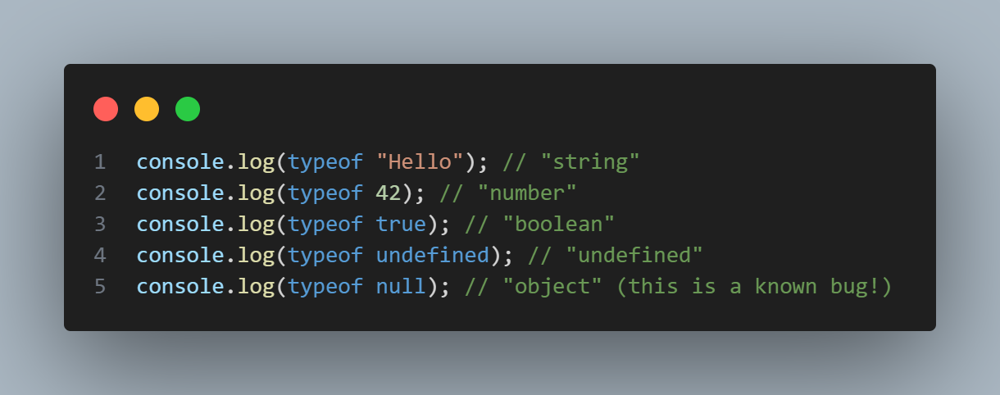 1 console.log(typeof "Hello"); // "string"
2 console.log(typeof 42); // "number"
3 console.log(typeof true); // "boolean"
4 console.log(typeof undefined); // "undefined"
5 console.log(typeof null); // "object" (this is a known bug!)